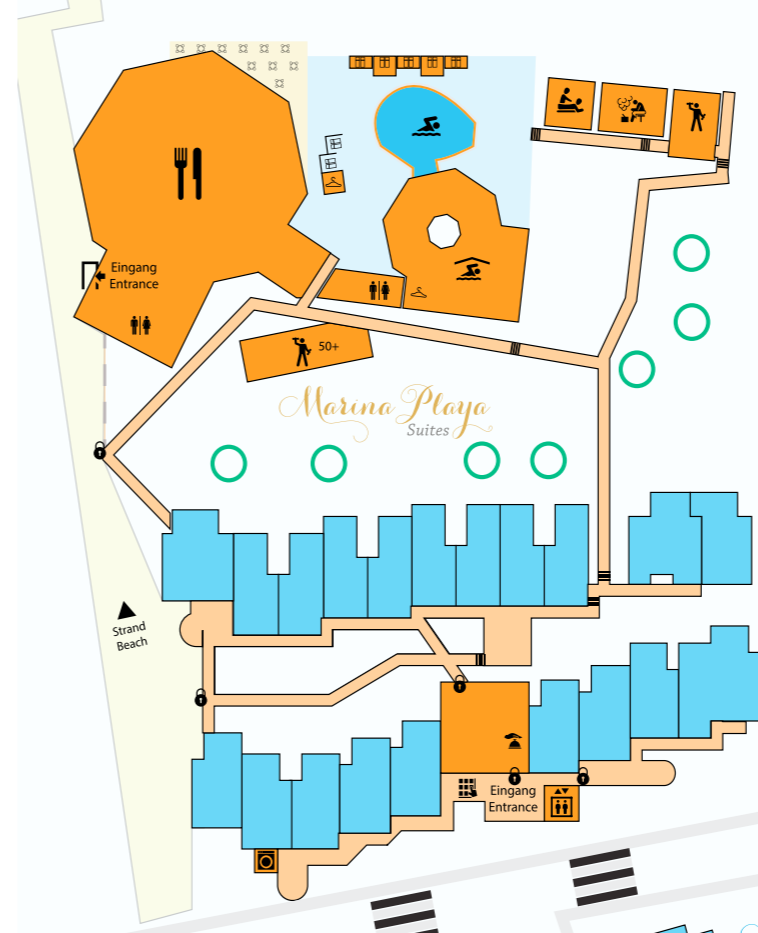 Eingang
Entrance
50+
Marina Playa
Suites
Strand
Beach
Eingang
Entrance